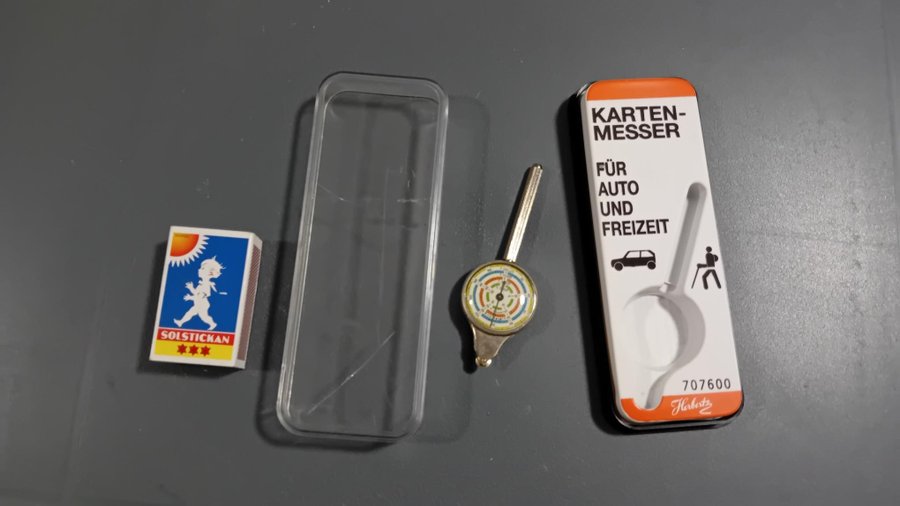 SOLSTICKAN
KARTEN-
MESSER
FÜR
AUTO
UND
FREIZEIT
707600
Herbertz